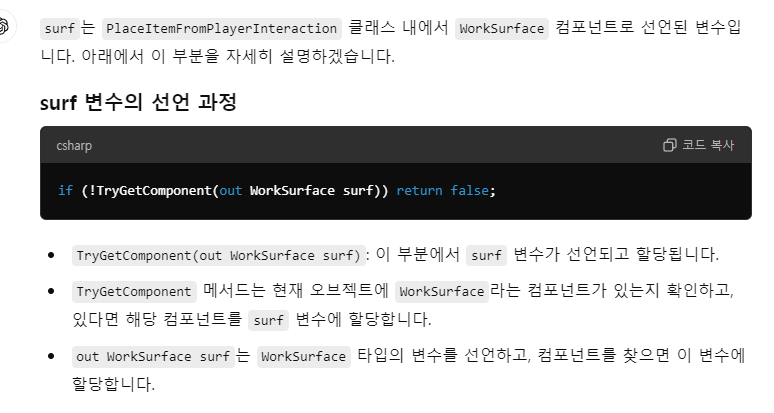 surf 는 PlaceItemFromPlayerInteraction 클래스 내에서 WorkSurface 컴포넌트로 선언된 변수입
니다. 아래에서 이 부분을 자세히 설명하겠습니다.
surf 변수의 선언 과정
csharp
코드 복사
if (!TryGetComponent(out WorkSurface surf)) return false;
• TryGetComponent(out WorkSurface surf) : 이 부분에서 surf 변수가 선언되고 할당됩니다.
• TryGetComponent 메서드는 현재 오브젝트에 WorkSurface 라는 컴포넌트가 있는지 확인하고,
있다면 해당 컴포넌트를 surf 변수에 할당합니다.
• out WorkSurface surf 는 WorkSurface 타입의 변수를 선언하고, 컴포넌트를 찾으면 이 변수에
할당합니다.